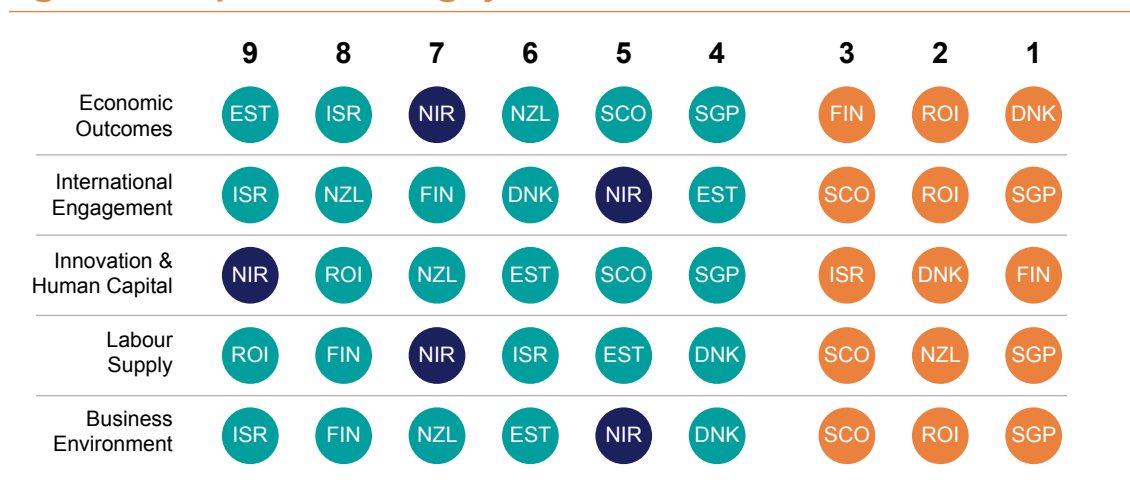 9 8 7 6 5 4 3 2 1
Economic
Outcomes
EST ISR NIR NZL SCO SGP FIN ROI DNK
International
Engagement
ISR NZL FIN DNK NIR EST SCO ROI SGP
Innovation &
Human Capital
NIR ROI NZL EST SCO SGP ISR DNK FIN
Labour
Supply
ROI FIN NIR ISR EST DNK SCO NZL SGP
Business
Environment
ISR FIN NZL EST NIR DNK SCO ROI SGP